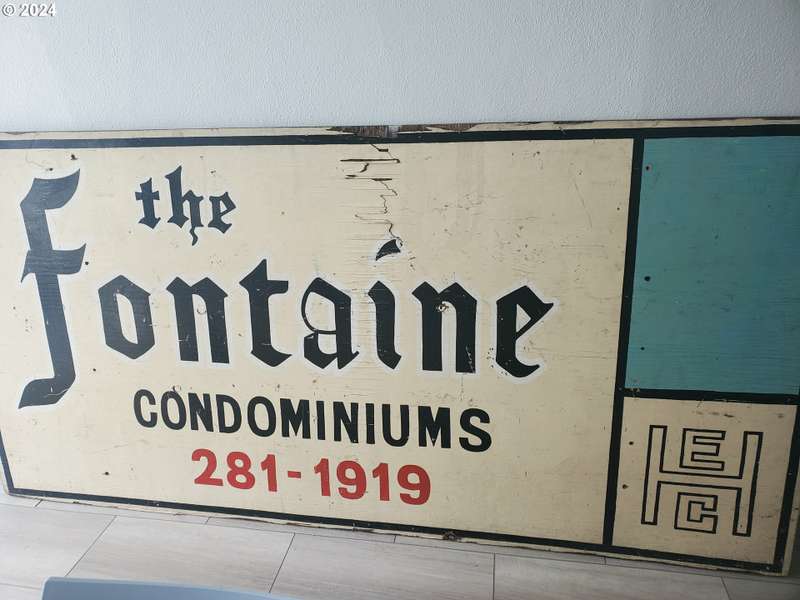 © 2024
the
Fontaine
CONDOMINIUMS
281-1919
HEC